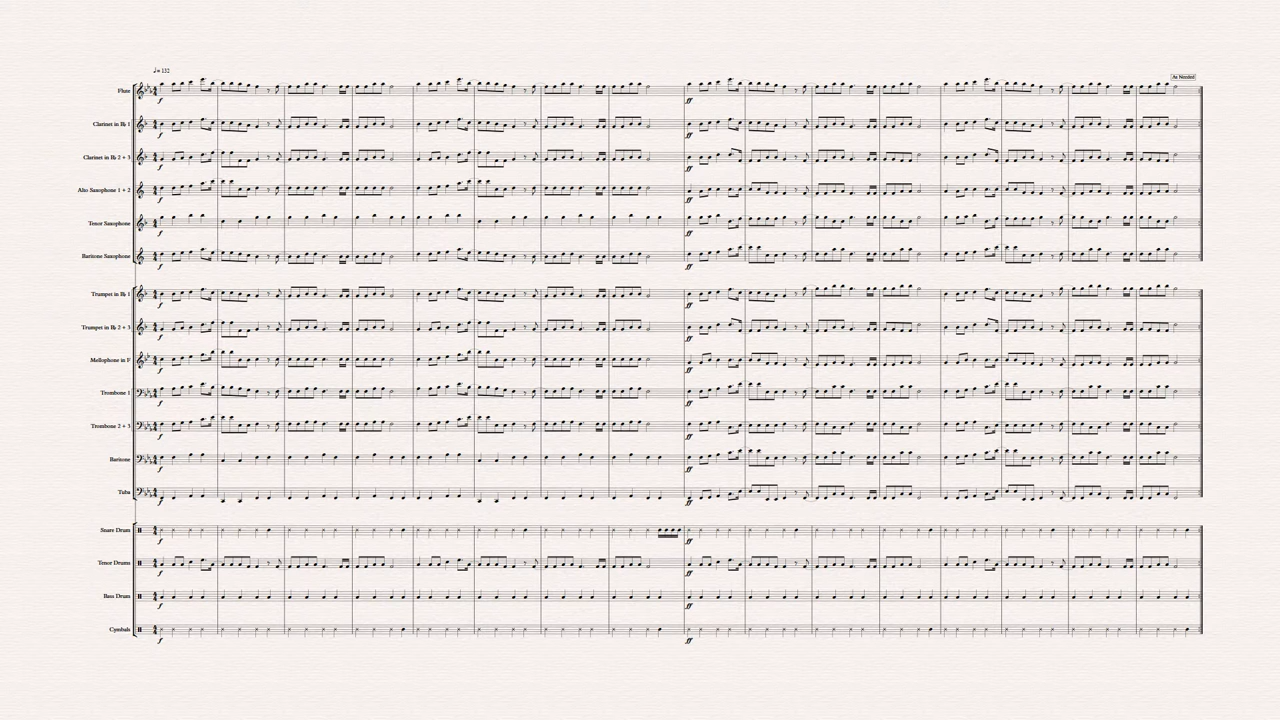 ♩= 132
As Needed
Flute
Clarinet in B♭ 1
Clarinet in B♭ 2 + 3
Alto Saxophone 1 + 2
Tenor Saxophone
Baritone Saxophone
Trumpet in B♭ 1
Trumpet in B♭ 2 + 3
Mellophone in F
Trombone 1
Trombone 2 + 3
Baritone
Tuba
Snare Drum
Tenor Drums
Bass Drum
Cymbals